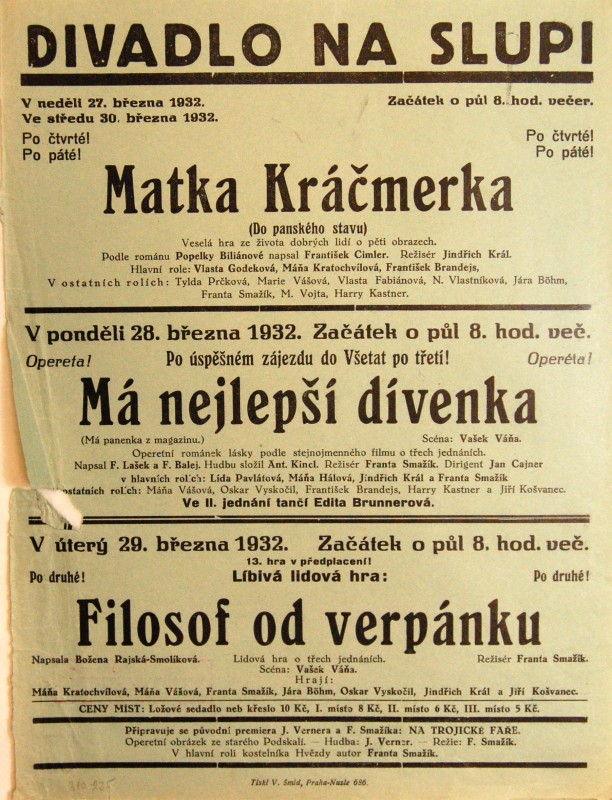 DIVADLO NA SLUPI
V neděli 27. března 1932. Začátek o půl 8. hod. večer.
Ve středu 30. března 1932.
Po čtvrté! Po čtvrté!
Po páté! Po páté!
Matka Kráčmerka
(Do panského stavu)
Veselá hra ze života dobrých lidí o pěti obrazech.
Podle románu Popelky Biliánové napsal František Cimler. Režisér Jindřich Král.
Hlavní role: Vlasta Godeková, Máňa Kratochvílová, František Brandejs,
V ostatních rolích: Tylda Prčková, Marie Vášová, Vlasta Fabiánová, N. Vlastníková, Jára Böhm,
Franta Smažík, M. Vojta, Harry Kastner.
V ponděli 28. března 1932. Začátek o půl 8. hod. več.
Opereta! Po úspěšném zájezdu do Všetat po třetí! Opereta!
Má nejlepší dívenka
(Má panenka z magazinu.) Scéna: Vašek Váňa.
Operetní románek lásky podle stejnojmenného filmu o třech jednáních.
Napsal F. Lašek a F. Balej. Hudbu složil Ant. Kincl. Režisér Franta Smažík. Dirigent Jan Cajner
v hlavních rolích: Lída Pavlátová, Máňa Hálová, Jindřich Král a Franta Smažík
ostatních rolích: Máňa Vášová, Oskar Vyskočil, František Brandejs, Harry Kastner a Jiří Košvanec.
Ve II. jednání tančí Edita Brunnerová.
V úterý 29. března 1932. Začátek o půl 8. hod. več.
13. hra v předplacení!
Po druhé! Líbivá lidová hra: Po druhé!
Filosof od verpánku
Napsala Božena Rajská-Smolíková. Lidová hra o třech jednáních. Režisér Franta Smažík.
Scéna: Vašek Váňa.
Hrají:
Máňa Kratochvílová, Máňa Vášová, Franta Smažík, Jára Böhm, Oskar Vyskočil, Jindřich Král a Jiří Košvanec.
CENY MÍST: Ložové sedadlo neb křeslo 10 Kč, I. místo 8 Kč, II. místo 6 Kč, III. místo 5 Kč.
Připravuje se původní premiera J. Vernera a F. Smažíka: NA TROJICKÉ FAŘE.
Operetní obrázek ze starého Podskalí. — Hudba: J. Verner. — Režie: F. Smažík.
V hlavní roli kostelníka Hvězdy autor Franta Smažík.
Tiskl V. Šmíd, Praha-Nusle 686.